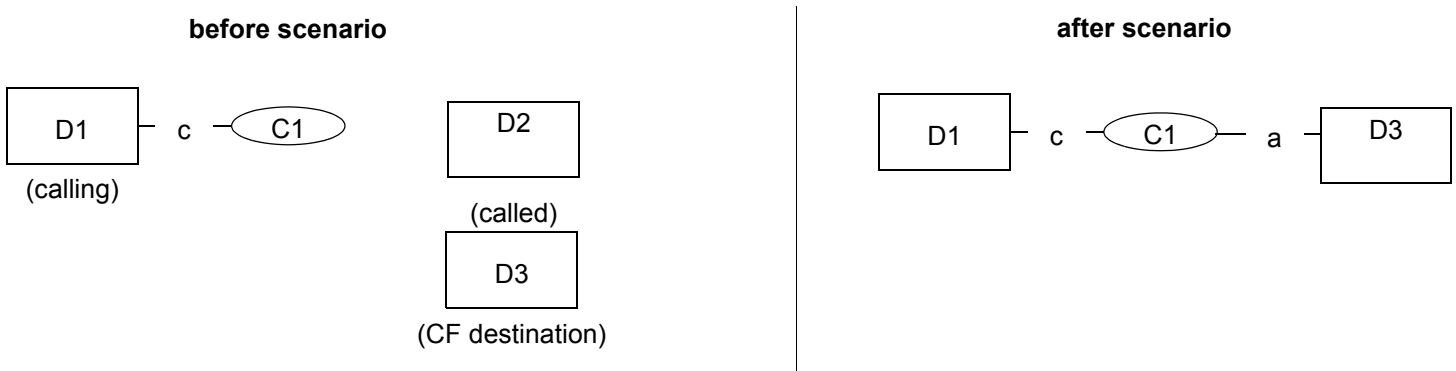 before scenario
D1
c
C1
(calling)
D2
(called)
D3
(CF destination)
after scenario
D1
c
C1
a
D3